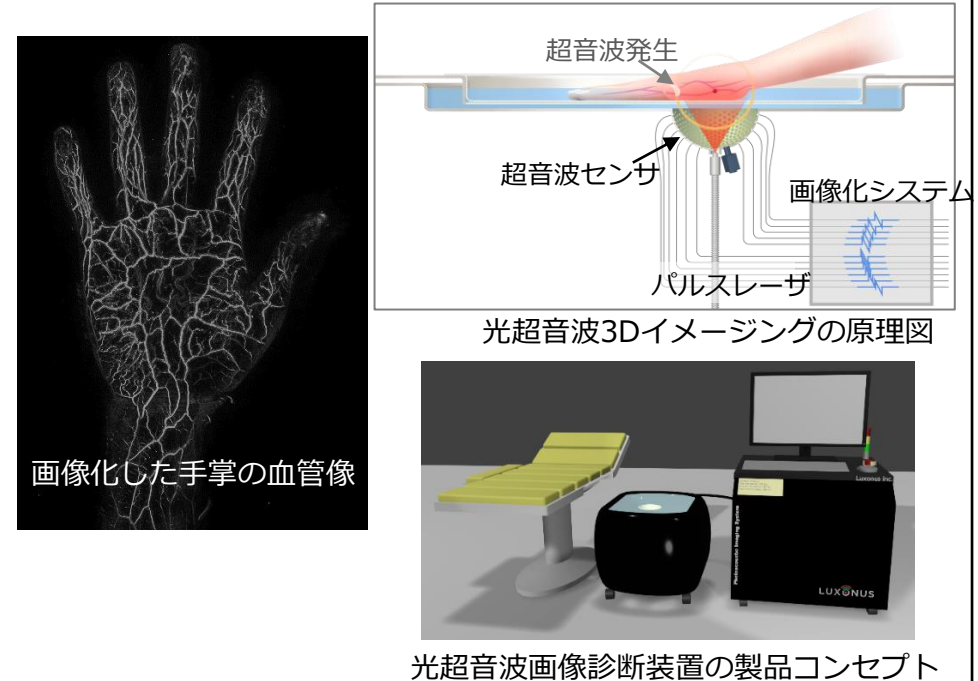 超音波発生
超音波センサ
画像化システム
パルスレーザ
光超音波3Dイメージングの原理図
画像化した手掌の血管像
Luxonus Inc.
Photoacoustic Imaging System
LUXONUS
光超音波画像診断装置の製品コンセプト